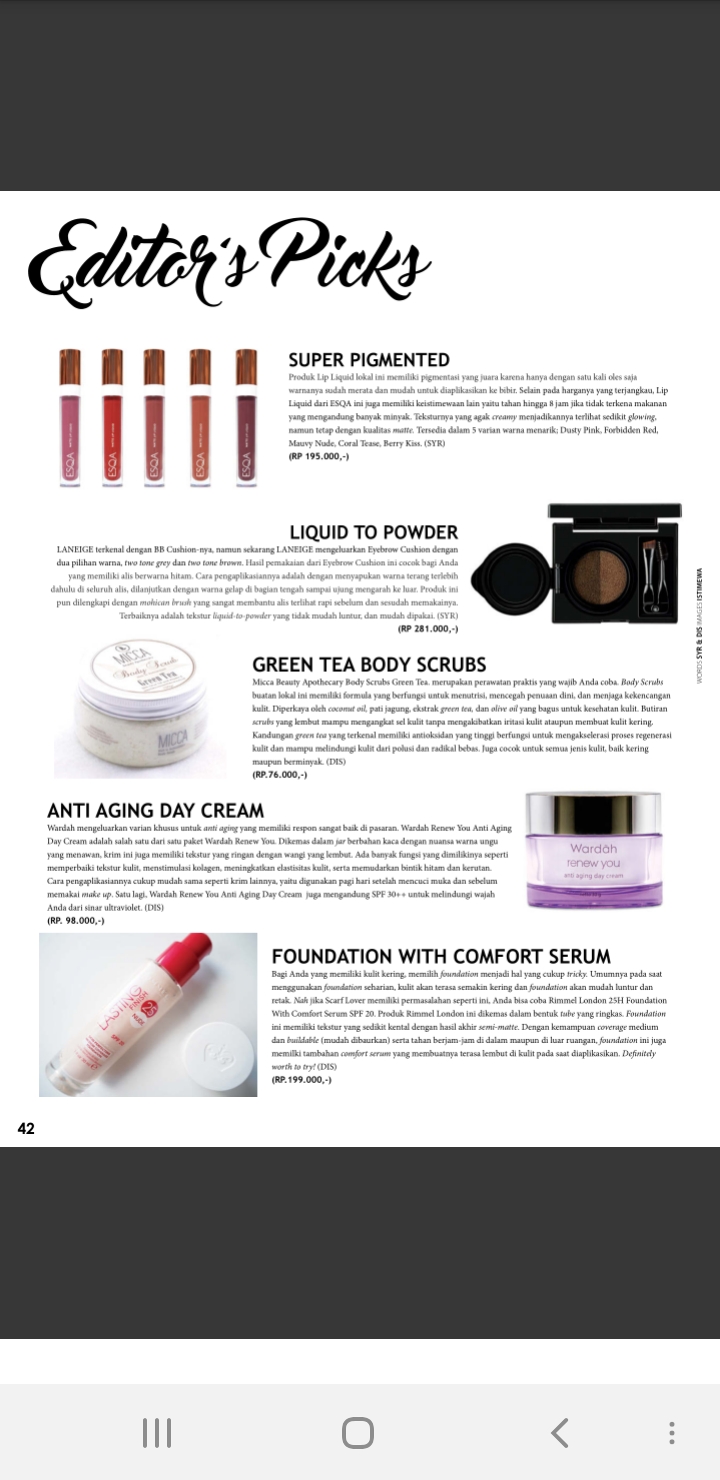 Editor's Picks
SUPER PIGMENTED
Produk Lip Liquid lokal ini memiliki pigmentasi yang juara karena hanya dengan satu kali oles saja
warnanya sudah merata dan mudah untuk diaplikasikan ke bibir. Selain pada harganya yang terjangkau, Lip
Liquid dari ESQA ini juga memiliki keistimewaan lain yaitu tahan hingga 8 jam jika tidak terkena makanan
yang mengandung banyak minyak. Teksturnya yang agak creamy menjadikannya terlihat sedikit glowing,
namun tetap dengan kualitas matte. Tersedia dalam 5 varian warna menarik; Dusty Pink, Forbidden Red,
Mauvy Nude, Coral Tease, Berry Kiss. (SYR)
(RP 195.000,-)
ESQA
ESQA
ESQA
ESQA
ESQA
LIQUID TO POWDER
LANEIGE terkenal dengan BB Cushion-nya, namun sekarang LANEIGE mengeluarkan Eyebrow Cushion dengan
dua pilihan warna, two tone grey dan two tone brown. Hasil pemakaian dari Eyebrow Cushion ini cocok bagi Anda
yang memiliki alis berwarna hitam. Cara pengaplikasiannya adalah dengan menyapukan warna terang terlebih
dahulu di seluruh alis, dilanjutkan dengan warna gelap di bagian tengah sampai ujung mengarah ke luar. Produk ini
pun dilengkapi dengan mohican brush yang sangat membantu alis terlihat rapi sebelum dan sesudah memakainya.
Terbaiknya adalah tekstur liquid-to-powder yang tidak mudah luntur, dan mudah dipakai. (SYR)
(RP 281.000,-)
WORDS SYR & DIS IMAGES ISTIMEWA
MICCA
Body Scrub
Green Tea
MICCA
GREEN TEA BODY SCRUBS
Micca Beauty Apothecary Body Scrubs Green Tea. merupakan perawatan praktis yang wajib Anda coba. Body Scrubs
buatan lokal ini memiliki formula yang berfungsi untuk menutrisi, mencegah penuaan dini, dan menjaga kekencangan
kulit. Diperkaya oleh coconut oil, pati jagung, ekstrak green tea, dan olive oil yang bagus untuk kesehatan kulit. Butiran
scrubs yang lembut mampu mengangkat sel kulit tanpa mengakibatkan iritasi kulit ataupun membuat kulit kering.
Kandungan green tea yang terkenal memiliki antioksidan yang tinggi berfungsi untuk mengakselerasi proses regenerasi
kulit dan mampu melindungi kulit dari polusi dan radikal bebas. Juga cocok untuk semua jenis kulit, baik kering
maupun berminyak. (DIS)
(RP.76.000,-)
ANTI AGING DAY CREAM
Wardah mengeluarkan varian khusus untuk anti aging yang memiliki respon sangat baik di pasaran. Wardah Renew You Anti Aging
Day Cream adalah salah satu dari satu paket Wardah Renew You. Dikemas dalam jar berbahan kaca dengan nuansa warna ungu
yang menawan, krim ini juga memiliki tekstur yang ringan dengan wangi yang lembut. Ada banyak fungsi yang dimilikinya seperti
memperbaiki tekstur kulit, menstimulasi kolagen, meningkatkan elastisitas kulit, serta memudarkan bintik hitam dan kerutan.
Cara pengaplikasiannya cukup mudah sama seperti krim lainnya, yaitu digunakan pagi hari setelah mencuci muka dan sebelum
memakai make up. Satu lagi, Wardah Renew You Anti Aging Day Cream juga mengandung SPF 30++ untuk melindungi wajah
Anda dari sinar ultraviolet. (DIS)
(RP. 98.000,-)
Wardah
renew you
anti aging day cream
FOUNDATION WITH COMFORT SERUM
Bagi Anda yang memiliki kulit kering, memilih foundation menjadi hal yang cukup tricky. Umumnya pada saat
menggunakan foundation seharian, kulit akan terasa semakin kering dan foundation akan mudah luntur dan
retak. Nah jika Scarf Lover memiliki permasalahan seperti ini, Anda bisa coba Rimmel London 25H Foundation
With Comfort Serum SPF 20. Produk Rimmel London ini dikemas dalam bentuk tube yang ringkas. Foundation
ini memiliki tekstur yang sedikit kental dengan hasil akhir semi-matte. Dengan kemampuan coverage medium
dan buildable (mudah dibaurkan) serta tahan berjam-jam di dalam maupun di luar ruangan, foundation ini juga
memilki tambahan comfort serum yang membuatnya terasa lembut di kulit pada saat diaplikasikan. Definitely
worth to try! (DIS)
(RP.199.000,-)
42